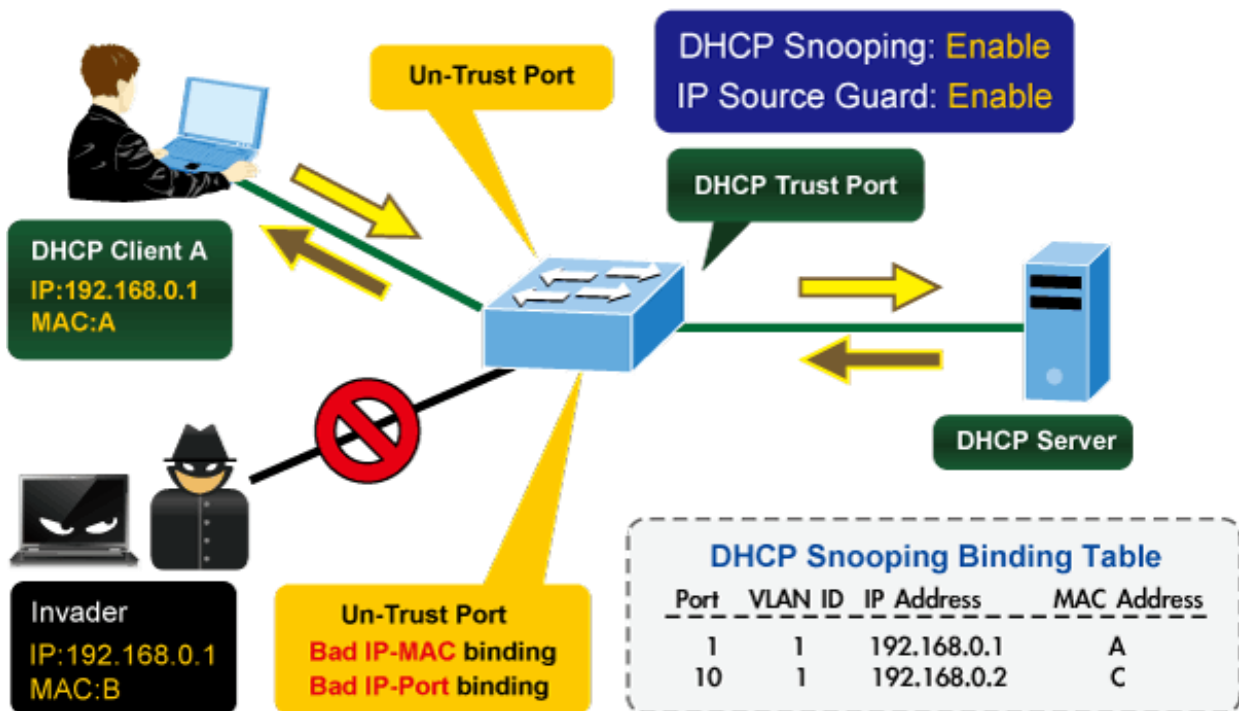 DHCP Snooping: Enable
IP Source Guard: Enable
Un-Trust Port
DHCP Trust Port
DHCP Client A
IP:192.168.0.1
MAC:A
DHCP Server
Invader
IP:192.168.0.1
MAC:B
Un-Trust Port
Bad IP-MAC binding
Bad IP-Port binding
DHCP Snooping Binding Table
Port VLAN ID IP Address MAC Address
1 1 192.168.0.1 A
10 1 192.168.0.2 C